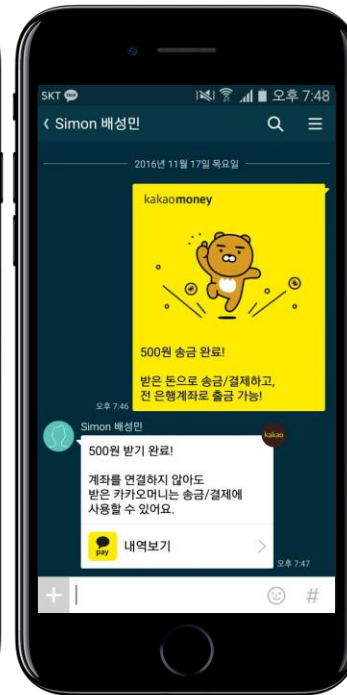 SKT 오후 7:48
Simon 배성민
2016년 11월 17일 목요일
kakaomoney
500원 송금 완료!
받은 돈으로 송금/결제하고,
전 은행계좌로 출금 가능!
오후 7:46
Simon 배성민
kakao
500원 받기 완료!
계좌를 연결하지 않아도
받은 카카오머니는 송금/결제에
사용할 수 있어요.
pay 내역보기
오후 7:47
+ #